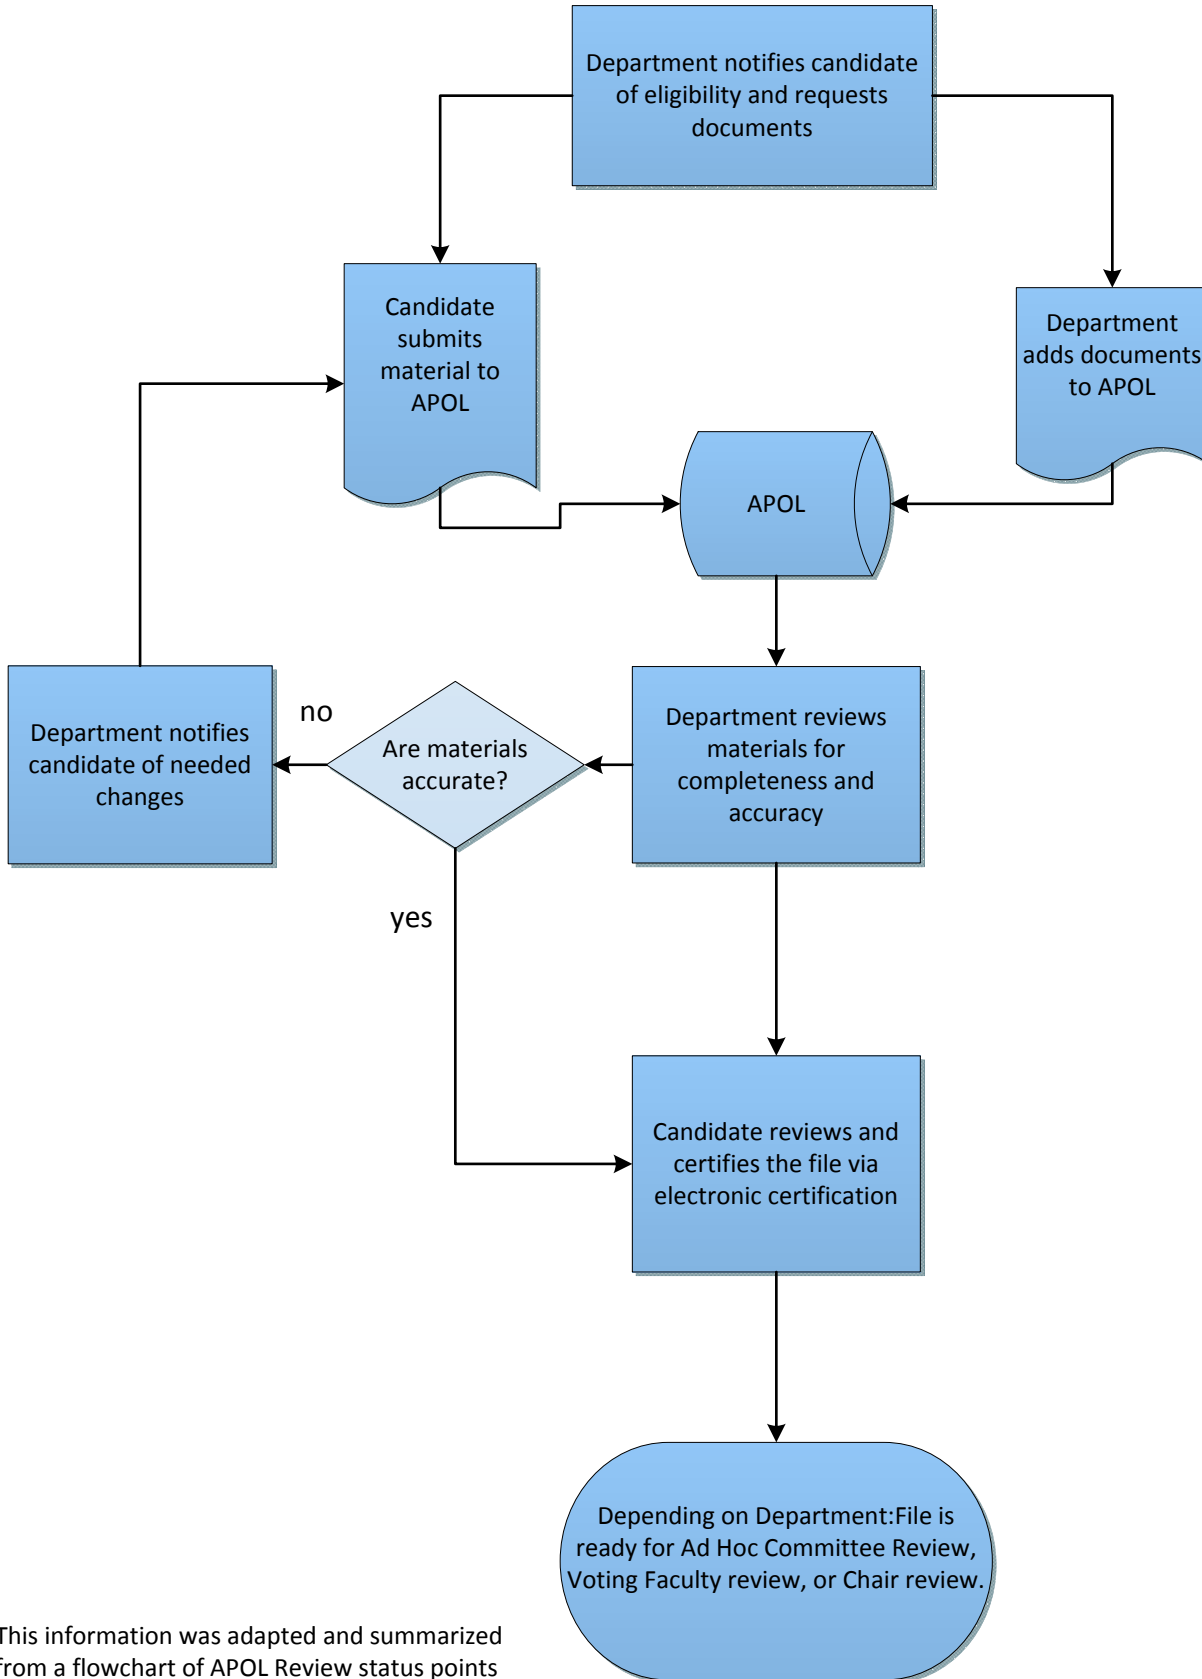 Department notifies candidate
of eligibility and requests
documents
Candidate
submits
material to
APOL
Department
adds documents
to APOL
APOL
Department notifies
candidate of needed
changes
no
Are materials
accurate?
Department reviews
materials for
completeness and
accuracy
yes
Candidate reviews and
certifies the file via
electronic certification
Depending on Department:File is
ready for Ad Hoc Committee Review,
Voting Faculty review, or Chair review.
This information was adapted and summarized
from a flowchart of APOL Review status points